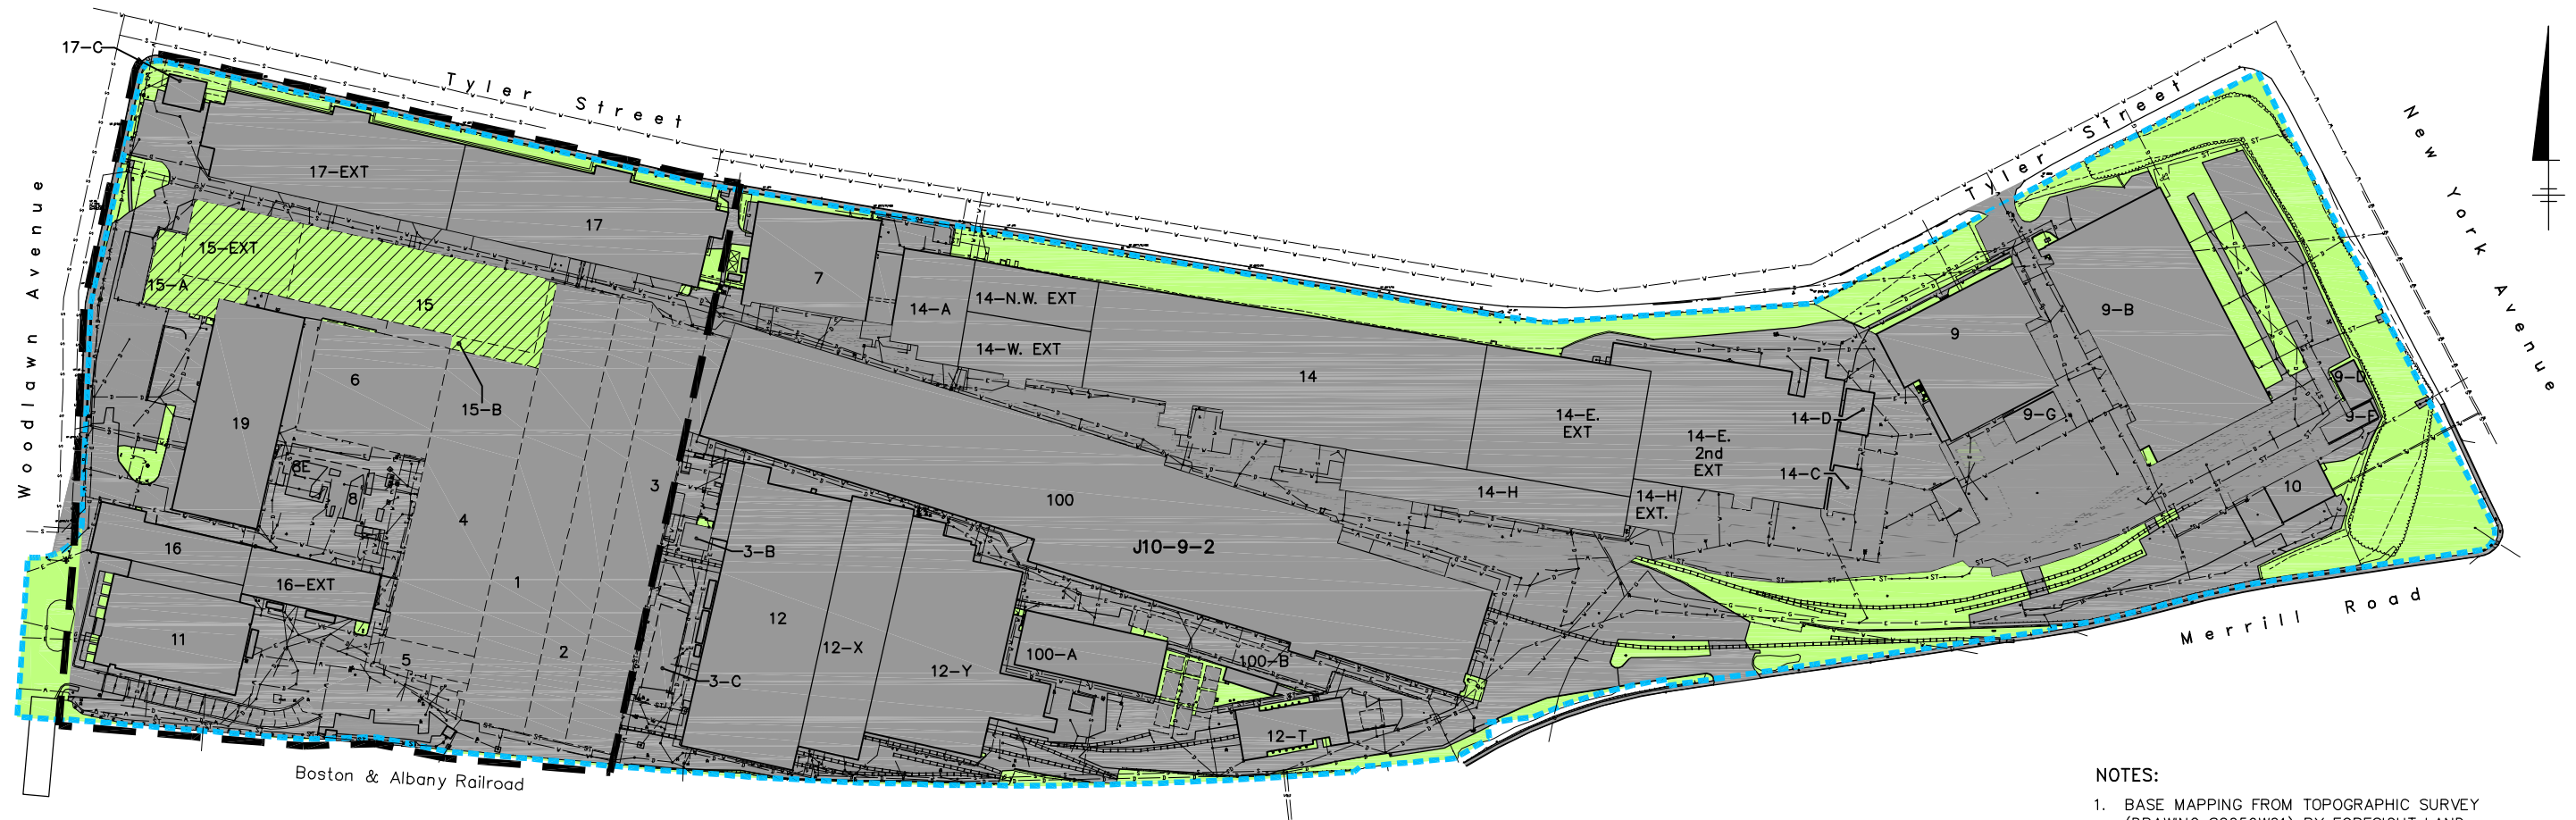 17-C
Tyler Street
Tyler Street
New York Avenue
Woodlawn Avenue
17-EXT
17
15-EXT
15-A
15
15-B
7
14-A
14-N.W. EXT
14-W. EXT
14
14-E.
EXT
14-E.
2nd
EXT
14-D
14-C
14-H
14-H
EXT.
9
9-B
9-D
9-F
9-G
10
6
19
8
4
3
1
2
5
16
16-EXT
11
3-B
3-C
12
12-X
12-Y
100
J10-9-2
100-A
100-B
12-T
Merrill Road
Boston & Albany Railroad
NOTES:
1. BASE MAPPING FROM TOPOGRAPHIC SURVEY